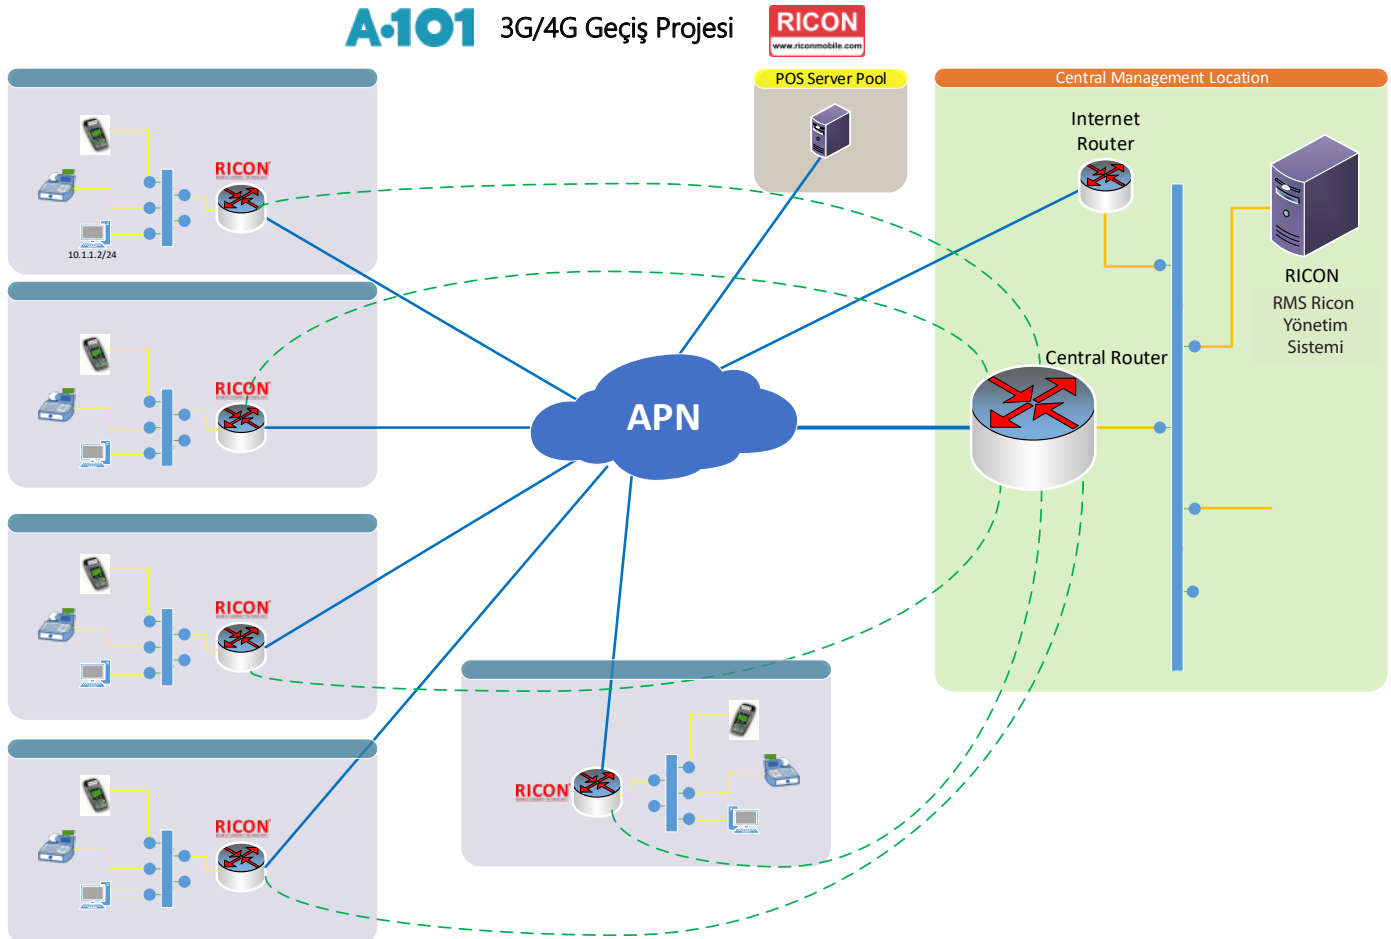 A101 3G/4G Geçiş Projesi RICON
www.riconmobile.com
POS Server Pool
Central Management Location
Internet
Router
RICON
10.1.1.2/24
RICON
RMS Ricon
Yönetim
Sistemi
Central Router
RICON
APN
RICON
RICON
RICON